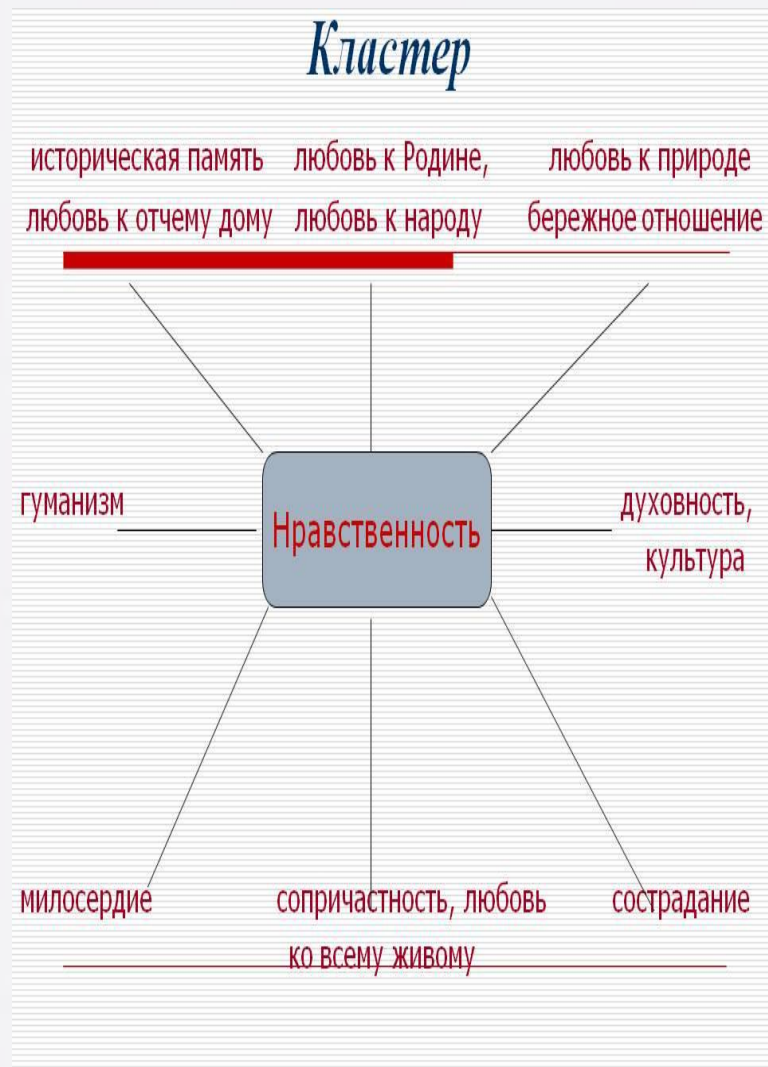 Кластер
историческая память любовь к Родине, любовь к природе
любовь к отчему дому любовь к народу бережное отношение
гуманизм
Нравственность
духовность,
культура
милосердие
сопричастность, любовь
ко всему живому
сострадание